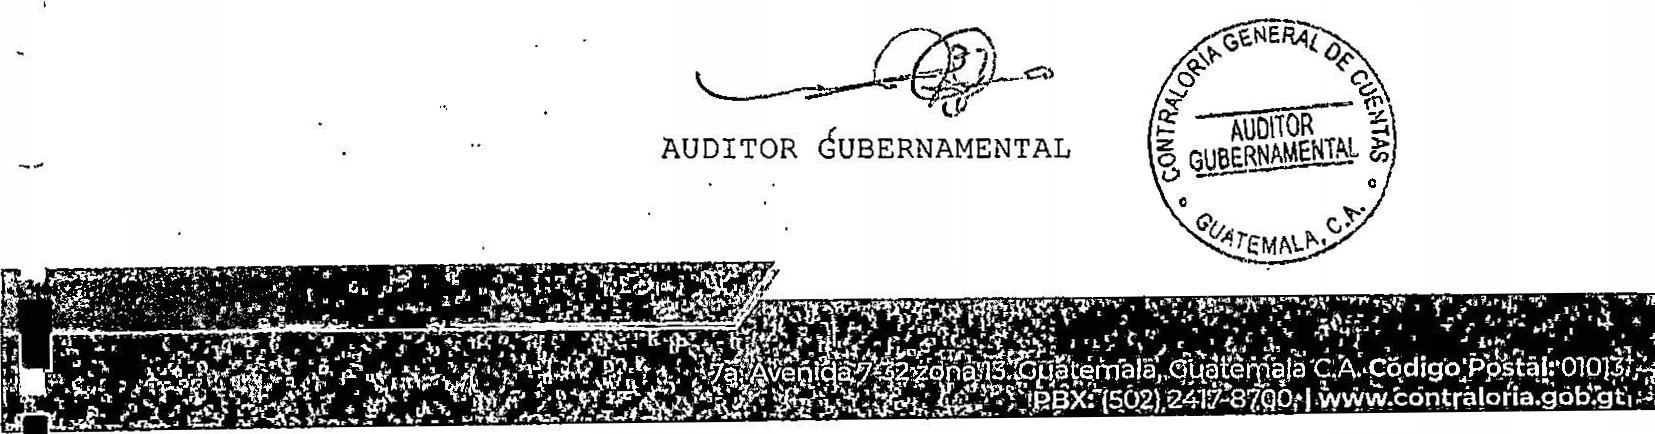 AUDITOR GUBERNAMENTAL
CONTRALORIA GENERAL DE CUENTAS
AUDITOR
GUBERNAMENTAL
GUATEMALA, C.A.
7a. Avenida 7-32 zona 13. Guatemala, Guatemala C.A. Código Postal: 01013
PBX: (502) 2417-8700 | www.contraloria.gob.gt